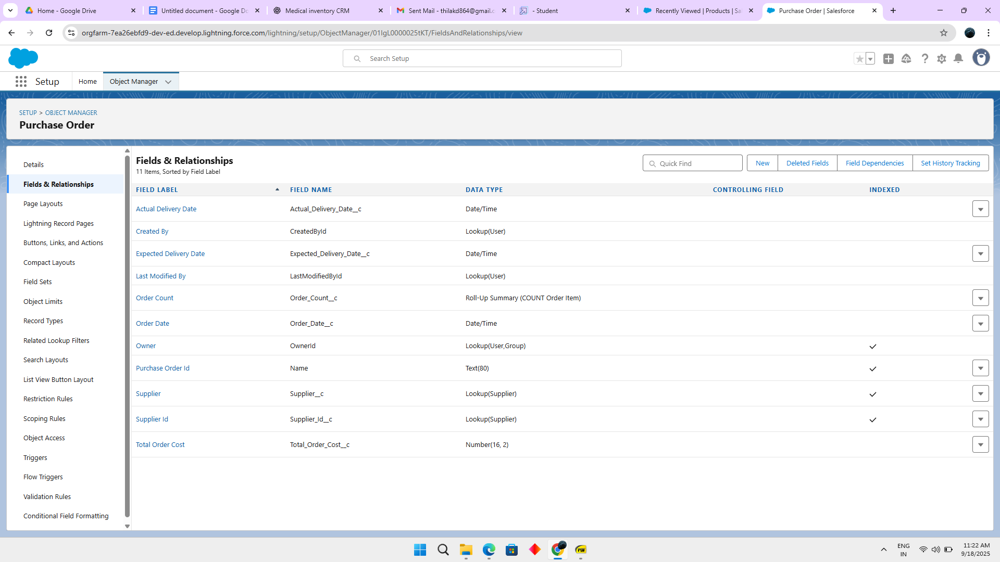 Home - Google Drive
Untitled document - Google Do
Medical inventory CRM
Sent Mail - thilakd864@gmail.c
- Student
Recently Viewed | Products | Sa
Purchase Order | Salesforce
orgfarm-7ea26ebfd9-dev-ed.develop.lightning.force.com/lightning/setup/ObjectManager/01IgL0000025tKT/FieldsAndRelationships/view
Search Setup
Setup
Home
Object Manager
SETUP > OBJECT MANAGER
Purchase Order
Details
Fields & Relationships
Page Layouts
Lightning Record Pages
Buttons, Links, and Actions
Compact Layouts
Field Sets
Object Limits
Record Types
Related Lookup Filters
Search Layouts
List View Button Layout
Restriction Rules
Scoping Rules
Object Access
Triggers
Flow Triggers
Validation Rules
Conditional Field Formatting
Fields & Relationships
11 Items, Sorted by Field Label
Quick Find
New
Deleted Fields
Field Dependencies
Set History Tracking
FIELD LABEL FIELD NAME DATA TYPE CONTROLLING FIELD INDEXED
Actual Delivery Date Actual_Delivery_Date__c Date/Time
Created By CreatedById Lookup(User)
Expected Delivery Date Expected_Delivery_Date__c Date/Time
Last Modified By LastModifiedById Lookup(User)
Order Count Order_Count__c Roll-Up Summary (COUNT Order Item)
Order Date Order_Date__c Date/Time
Owner OwnerId Lookup(User,Group)
Purchase Order Id Name Text(80)
Supplier Supplier__c Lookup(Supplier)
Supplier Id Supplier_Id__c Lookup(Supplier)
Total Order Cost Total_Order_Cost__c Number(16, 2)
PDF
ENG
IN
11:22 AM
9/18/2025